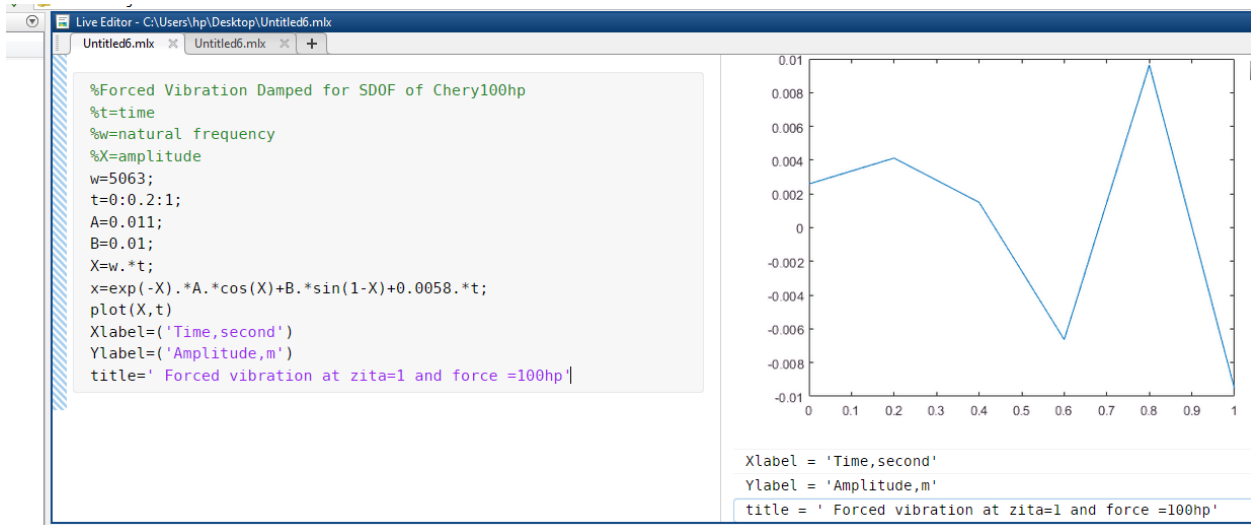 Live Editor - C:\Users\hp\Desktop\Untitled6.mlx
Untitled6.mlx × Untitled6.mlx × +
%Forced Vibration Damped for SDOF of Chery100hp
%t=time
%w=natural frequency
%X=amplitude
w=5063;
t=0:0.2:1;
A=0.011;
B=0.01;
X=w.*t;
x=exp(-X).*A.*cos(X)+B.*sin(1-X)+0.0058.*t;
plot(X,t)
Xlabel=('Time,second')
Ylabel=('Amplitude,m')
title=' Forced vibration at zita=1 and force =100hp'
0.01
0.008
0.006
0.004
0.002
0
-0.002
-0.004
-0.006
-0.008
-0.01
0 0.1 0.2 0.3 0.4 0.5 0.6 0.7 0.8 0.9 1
Xlabel = 'Time,second'
Ylabel = 'Amplitude,m'
title = ' Forced vibration at zita=1 and force =100hp'